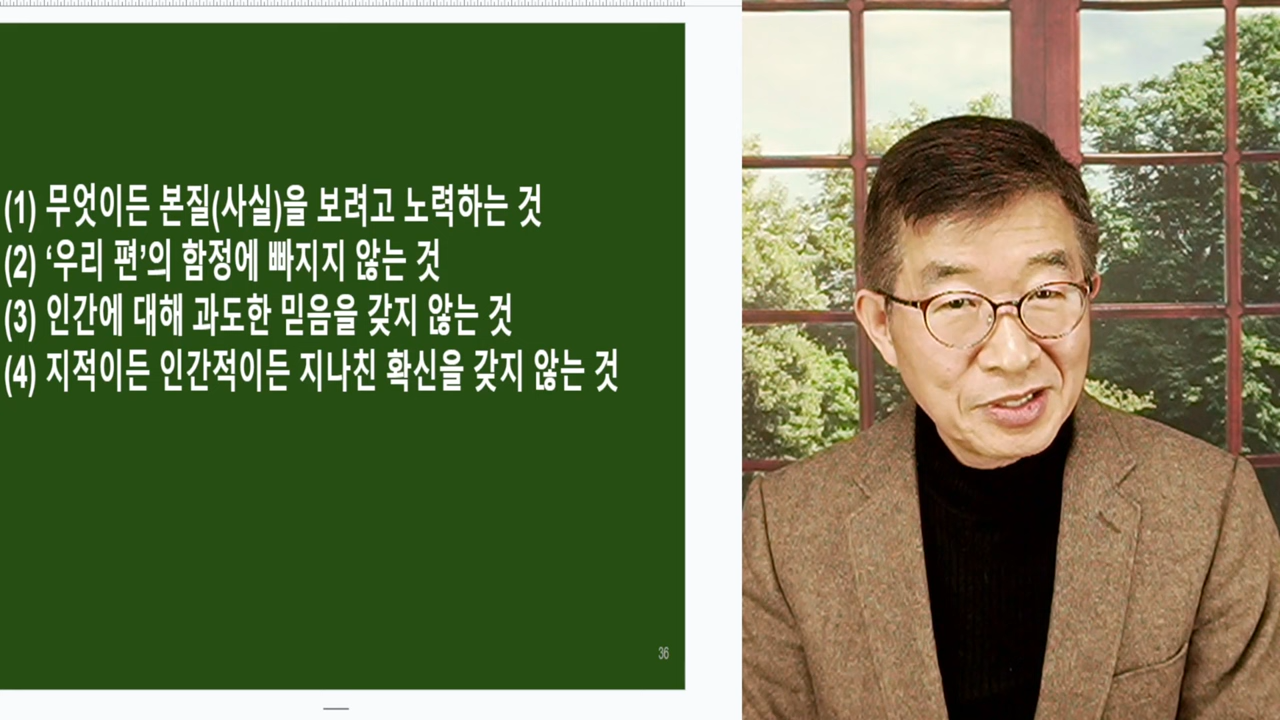 (1) 무엇이든 본질(사실)을 보려고 노력하는 것
(2) ‘우리 편’의 함정에 빠지지 않는 것
(3) 인간에 대해 과도한 믿음을 갖지 않는 것
(4) 지적이든 인간적이든 지나친 확신을 갖지 않는 것
36